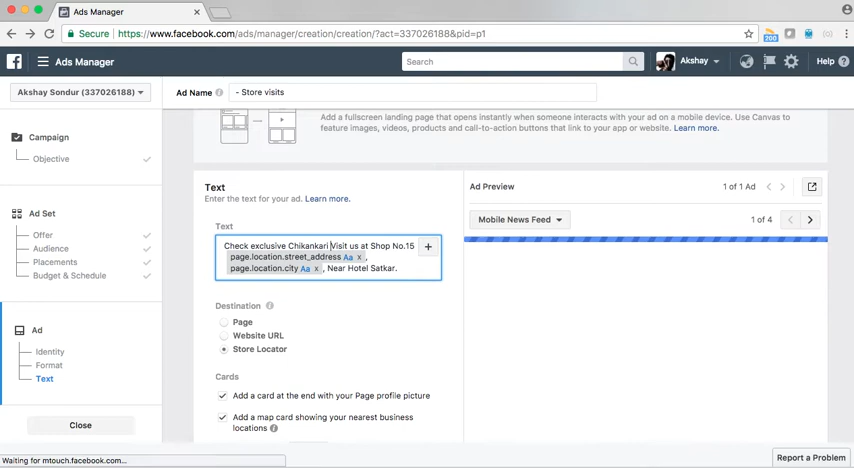 Ads Manager
Secure https://www.facebook.com/ads/manager/creation/creation/?act=337026188&pid=p1
200
Ads Manager
Search
Akshay
Help
Akshay Sondur (337026188)
Ad Name
- Store visits
Campaign
Objective
Ad Set
Offer
Audience
Placements
Budget & Schedule
Ad
Identity
Format
Text
Close
Add a fullscreen landing page that opens instantly when someone interacts with your ad on a mobile device. Use Canvas to
feature images, videos, products and call-to-action buttons that link to your app or website. Learn more.
Text
Enter the text for your ad. Learn more.
Text
Check exclusive Chikankari Visit us at Shop No.15
page.location.street_address Aa x ,
page.location.city Aa x , Near Hotel Satkar.
+
Destination
Page
Website URL
Store Locator
Cards
Add a card at the end with your Page profile picture
Add a map card showing your nearest business
locations
Ad Preview
1 of 1 Ad
Mobile News Feed
1 of 4
Waiting for mtouch.facebook.com...
Report a Problem